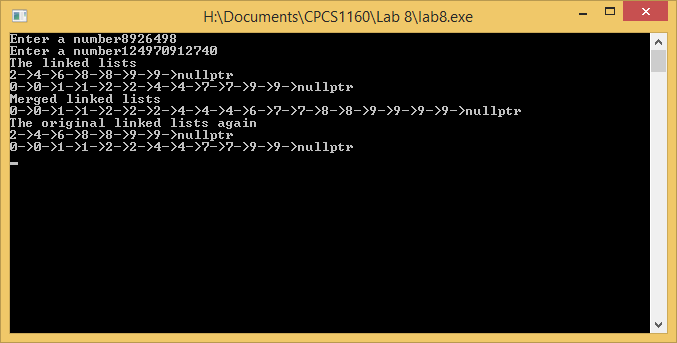 H:\Documents\CPCS1160\Lab 8\lab8.exe
Enter a number8926498
Enter a number124970912740
The linked lists
2->4->6->8->8->9->9->nullptr
0->0->1->1->2->2->4->4->7->7->9->9->nullptr
Merged linked lists
0->0->1->1->2->2->2->4->4->4->6->7->7->8->8->9->9->9->9->nullptr
The original linked lists again
2->4->6->8->8->9->9->nullptr
0->0->1->1->2->2->4->4->7->7->9->9->nullptr